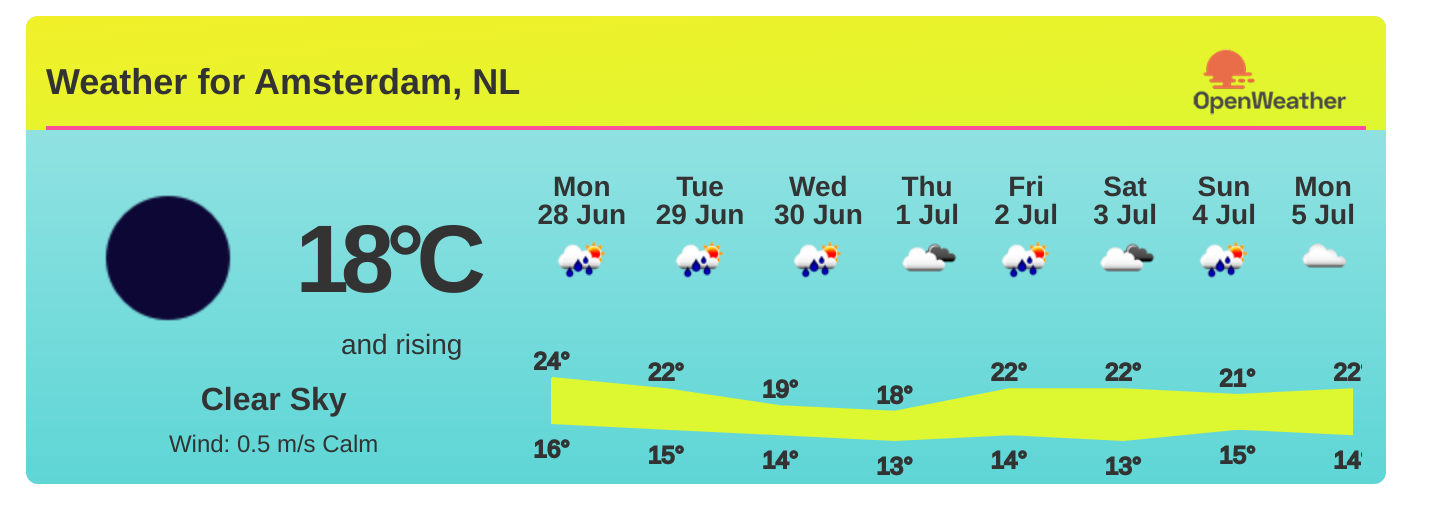 Weather for Amsterdam, NL
OpenWeather
18°C
and rising
Clear Sky
Wind: 0.5 m/s Calm
Mon Tue Wed Thu Fri Sat Sun Mon
28 Jun 29 Jun 30 Jun 1 Jul 2 Jul 3 Jul 4 Jul 5 Jul
24° 22° 19° 18° 22° 22° 21° 22°
16° 15° 14° 13° 14° 13° 15° 14°